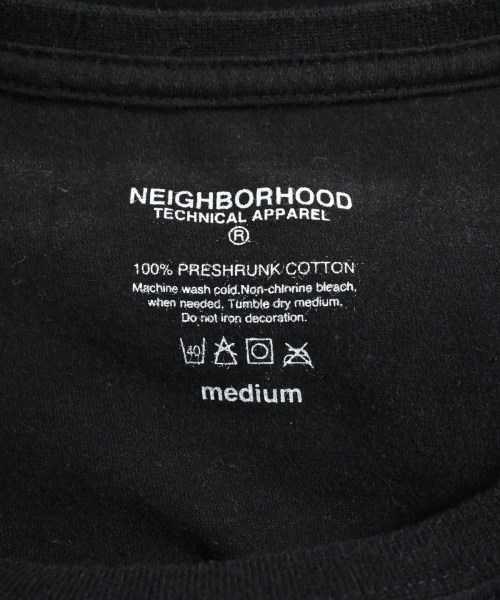 NEIGHBORHOOD
TECHNICAL APPAREL
®
100% PRESHRUNK COTTON
Machine wash cold.Non-chlorine bleach,
when needed. Tumble dry medium.
Do not iron decoration.
40
medium